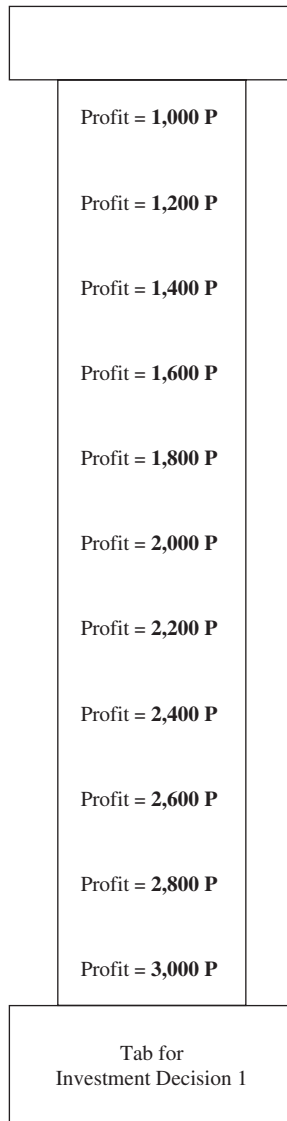 Profit = 1,000 P
Profit = 1,200 P
Profit = 1,400 P
Profit = 1,600 P
Profit = 1,800 P
Profit = 2,000 P
Profit = 2,200 P
Profit = 2,400 P
Profit = 2,600 P
Profit = 2,800 P
Profit = 3,000 P
Tab for
Investment Decision 1